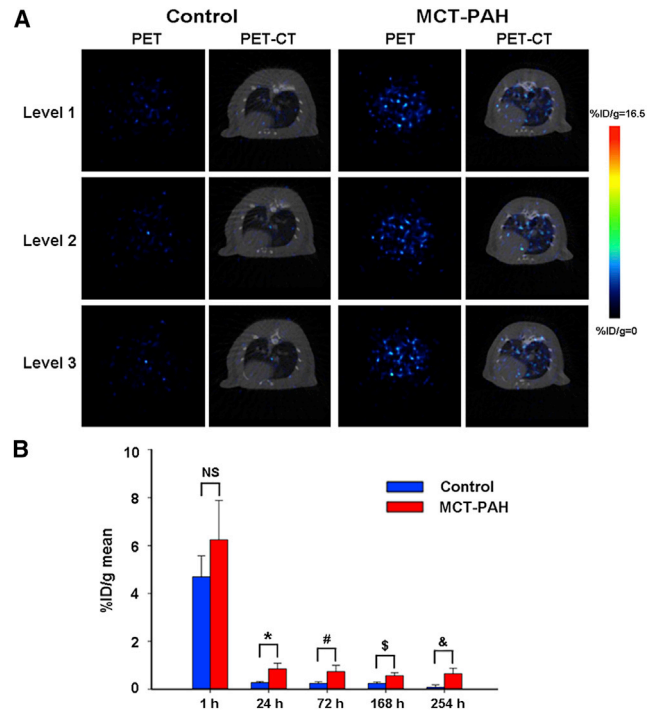 A
Control MCT-PAH
PET PET-CT PET PET-CT
Level 1
%ID/g=16.5
Level 2
%ID/g=0
Level 3
B
10
8
6
4
2
0
%ID/g mean
NS
Control
MCT-PAH
* # $ &
1 h 24 h 72 h 168 h 254 h